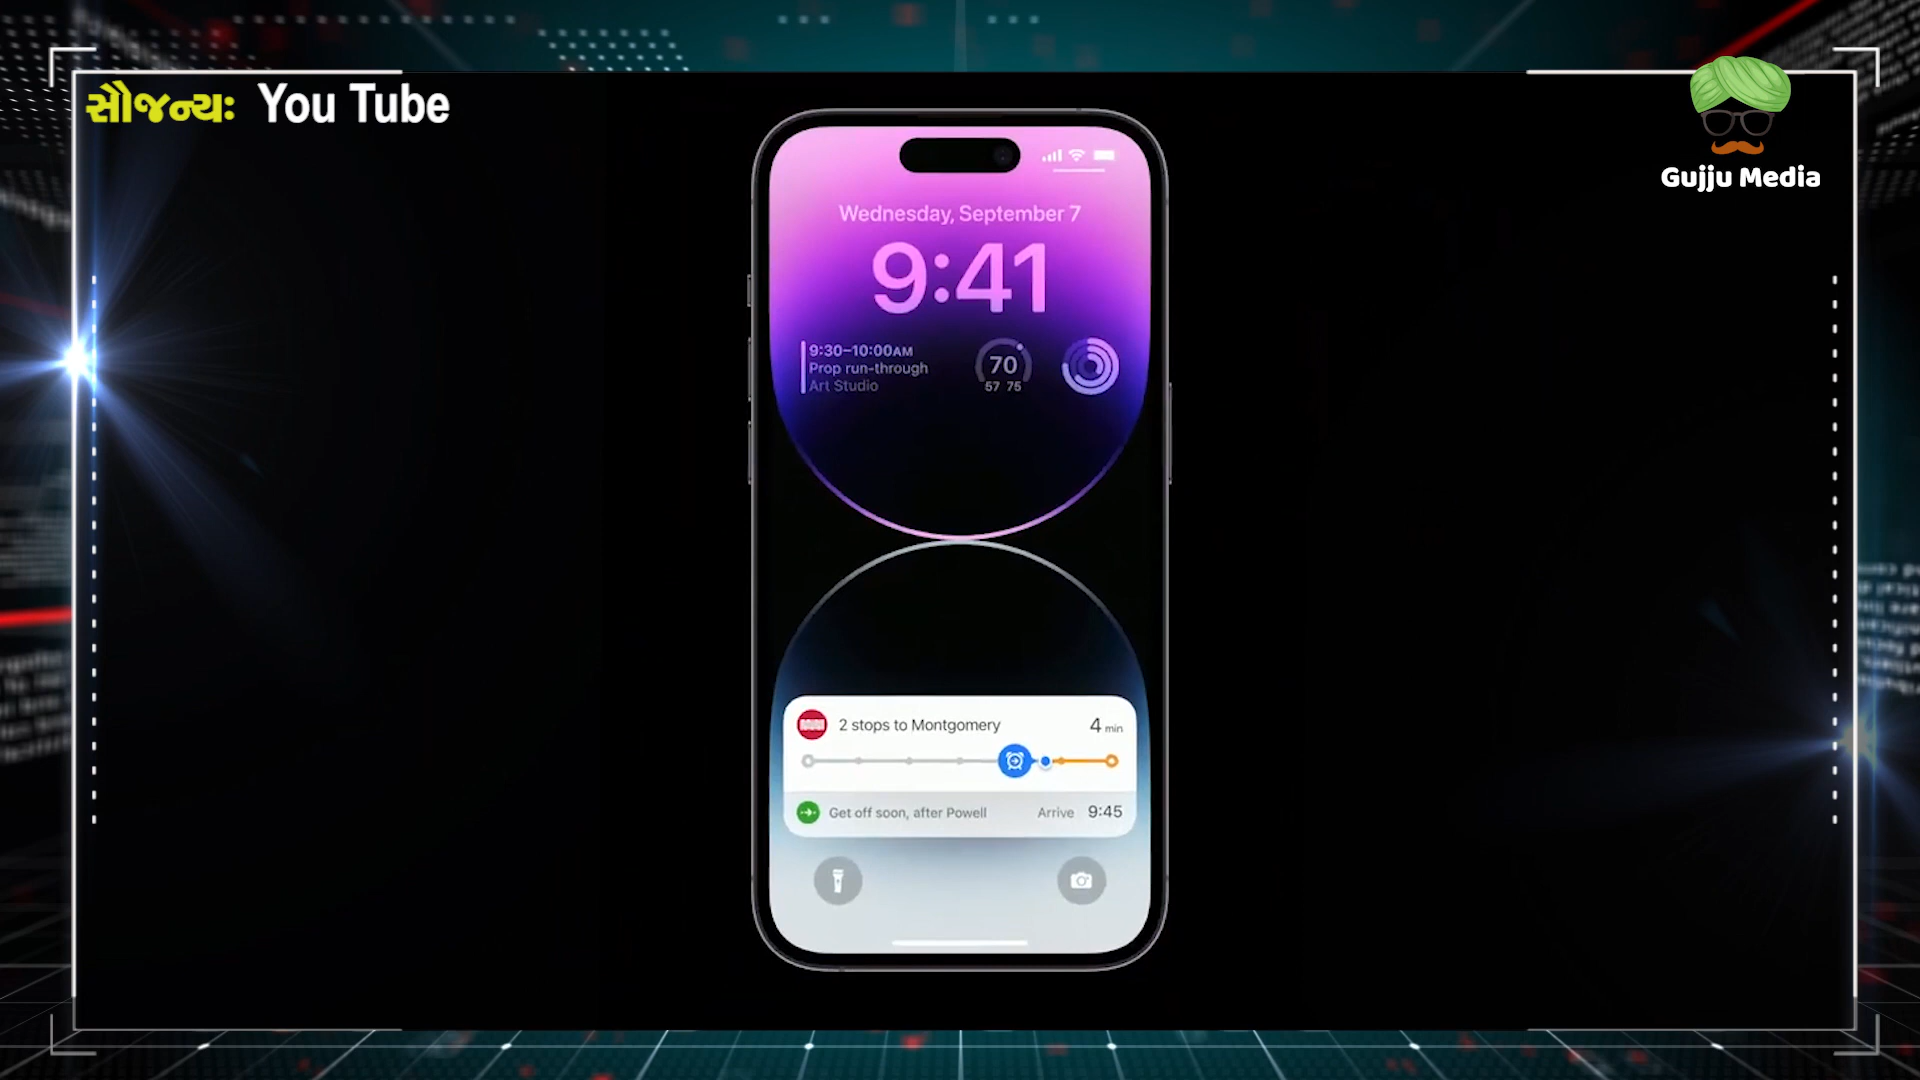 સૌજન્યઃ You Tube
Gujju Media
Wednesday, September 7
9:41
9:30–10:00AM
Prop run-through
Art Studio
70
57 75
2 stops to Montgomery 4 min
Get off soon, after Powell Arrive 9:45